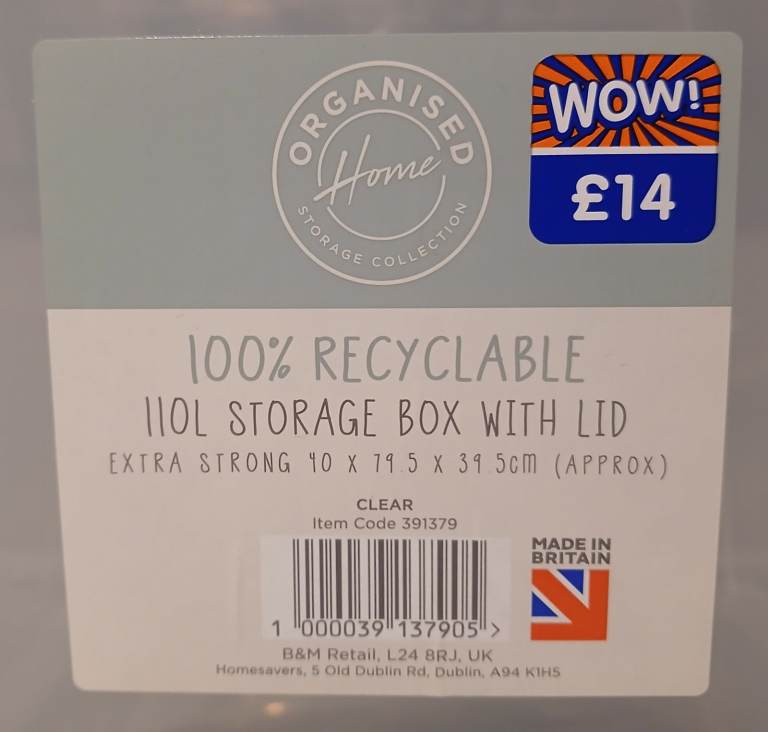 ORGANISED
Home
STORAGE COLLECTION
WOW!
£14
100% RECYCLABLE
110L STORAGE BOX WITH LID
EXTRA STRONG 40 X 79.5 X 39.5cm (APPROX)
CLEAR
Item Code 391379
MADE IN
BRITAIN
1 000039 137905 >
B&M Retail, L24 8RJ, UK
Homesavers, 5 Old Dublin Rd, Dublin, A94 K1H5